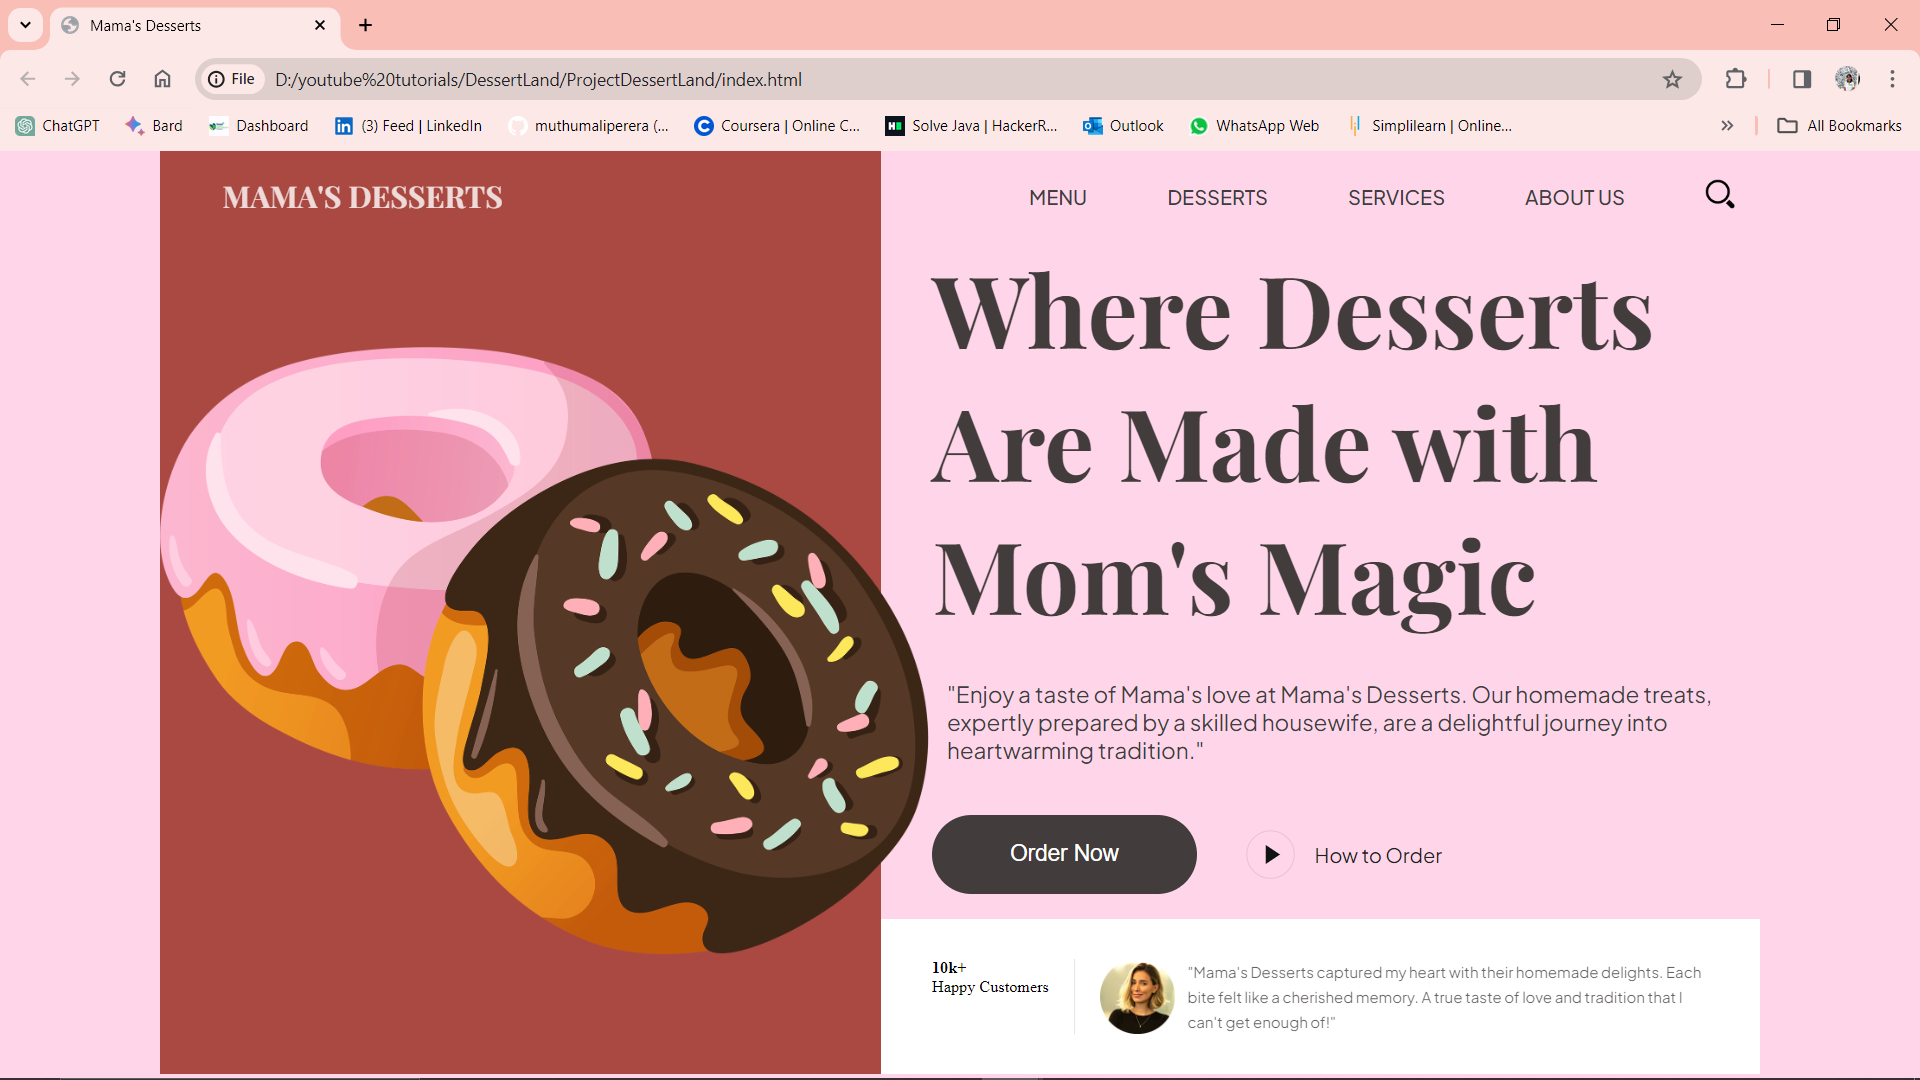 Mama's Desserts
File
D:/youtube%20tutorials/DessertLand/ProjectDessertLand/index.html
ChatGPT
Bard
Dashboard
(3) Feed | LinkedIn
muthumaliperera (...
Coursera | Online C...
Solve Java | HackerR...
Outlook
WhatsApp Web
Simplilearn | Online...
All Bookmarks
MAMA'S DESSERTS
MENU
DESSERTS
SERVICES
ABOUT US
Where Desserts
Are Made with
Mom's Magic
"Enjoy a taste of Mama's love at Mama's Desserts. Our homemade treats,
expertly prepared by a skilled housewife, are a delightful journey into
heartwarming tradition."
Order Now
How to Order
10k+
Happy Customers
"Mama's Desserts captured my heart with their homemade delights. Each
bite felt like a cherished memory. A true taste of love and tradition that I
can't get enough of!"